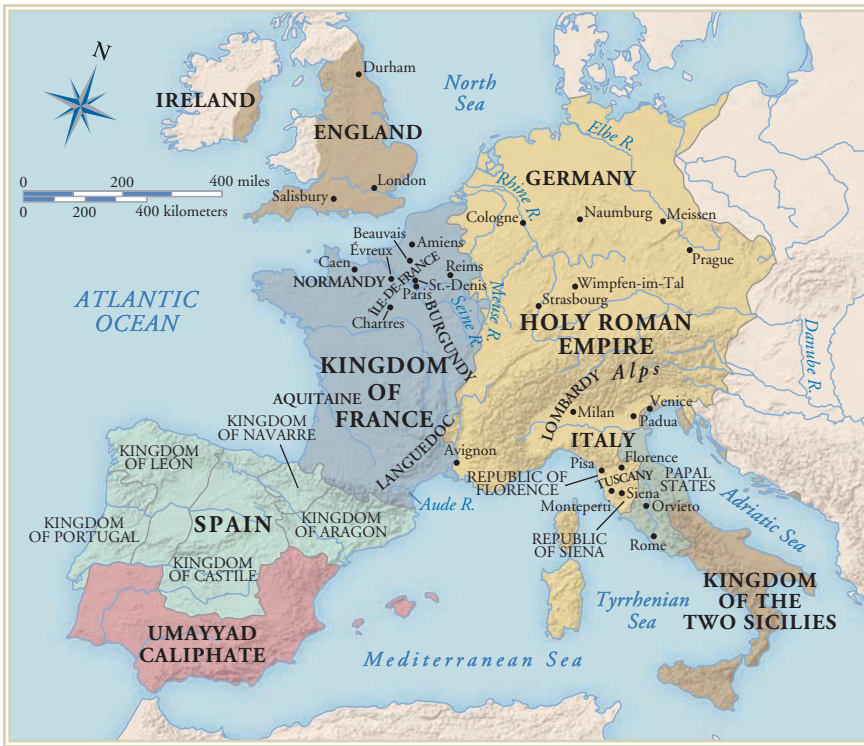 N
Durham
North
Sea
IRELAND
ENGLAND
Elbe R.
0 200 400 miles
0 200 400 kilometers
London
Salisbury
GERMANY
Rhine R.
Cologne
Naumburg
Meissen
Beauvais
Amiens
Évreux
Prague
Caen
Reims
NORMANDY
ÎLE-DE-FRANCE
St.-Denis
Paris
Wimpfen-im-Tal
Strasbourg
Chartres
Seine R.
Meuse R.
BURGUNDY
ATLANTIC
OCEAN
HOLY ROMAN
EMPIRE
Danube R.
KINGDOM
OF
FRANCE
AQUITAINE
Alps
LOMBARDY
Venice
Milan
Padua
KINGDOM
OF NAVARRE
LANGUEDOC
ITALY
KINGDOM
OF LEÓN
Avignon
Florence
Pisa
REPUBLIC OF
FLORENCE
TUSCANY
PAPAL
STATES
Siena
Aude R.
Monteperti
Orvieto
Adriatic Sea
KINGDOM
OF PORTUGAL
SPAIN
KINGDOM
OF ARAGON
REPUBLIC
OF SIENA
Rome
KINGDOM
OF CASTILE
KINGDOM
OF THE
TWO SICILIES
Tyrrhenian
Sea
UMAYYAD
CALIPHATE
Mediterranean Sea